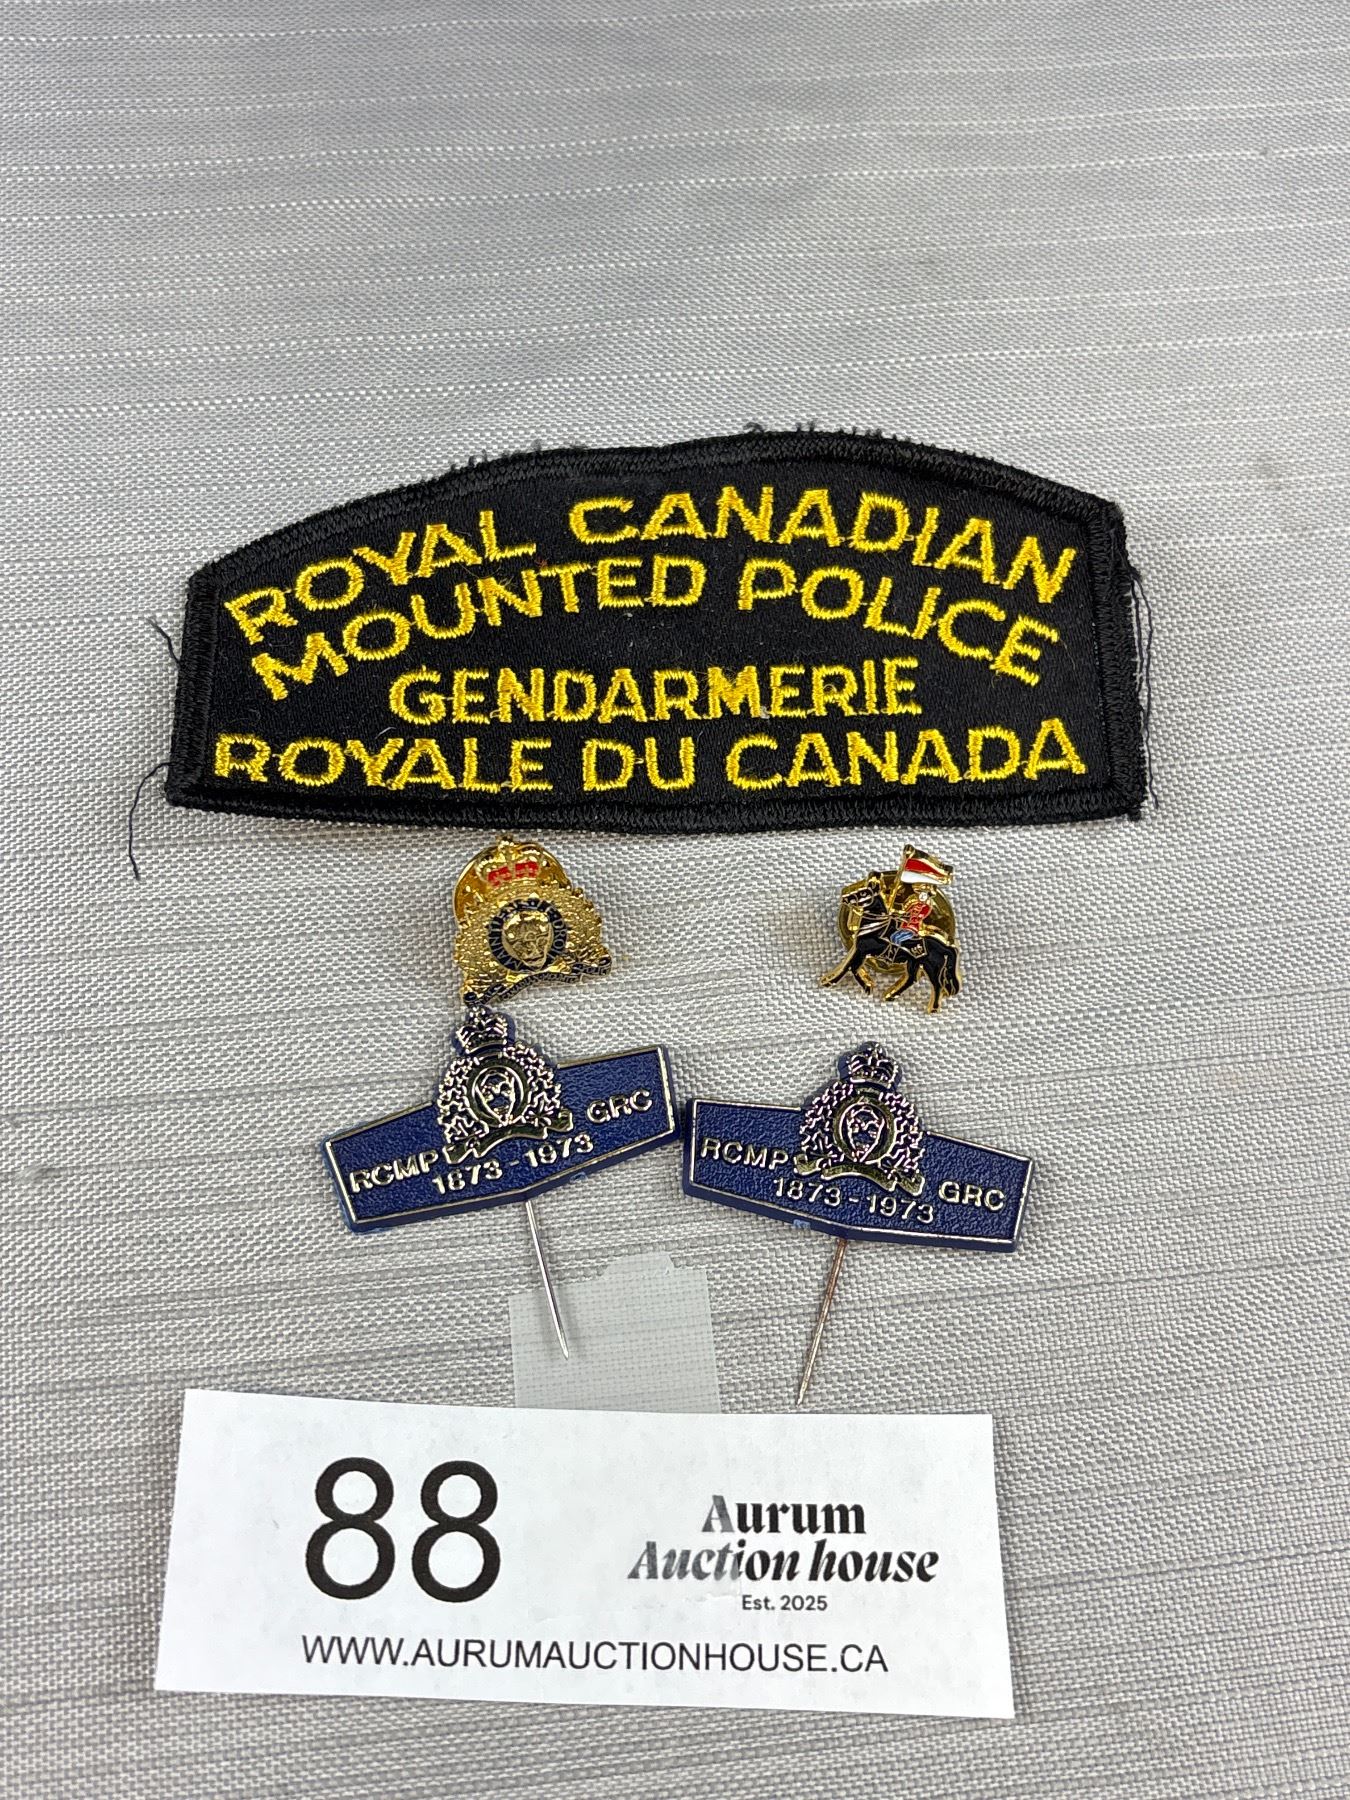 ROYAL CANADIAN
MOUNTED POLICE
GENDARMERIE
ROYALE DU CANADA
RCMP GRC
1873-1973
RCMP GRC
1873-1973
88
Aurum
Auction house
Est. 2025
WWW.AURUMAUCTIONHOUSE.CA